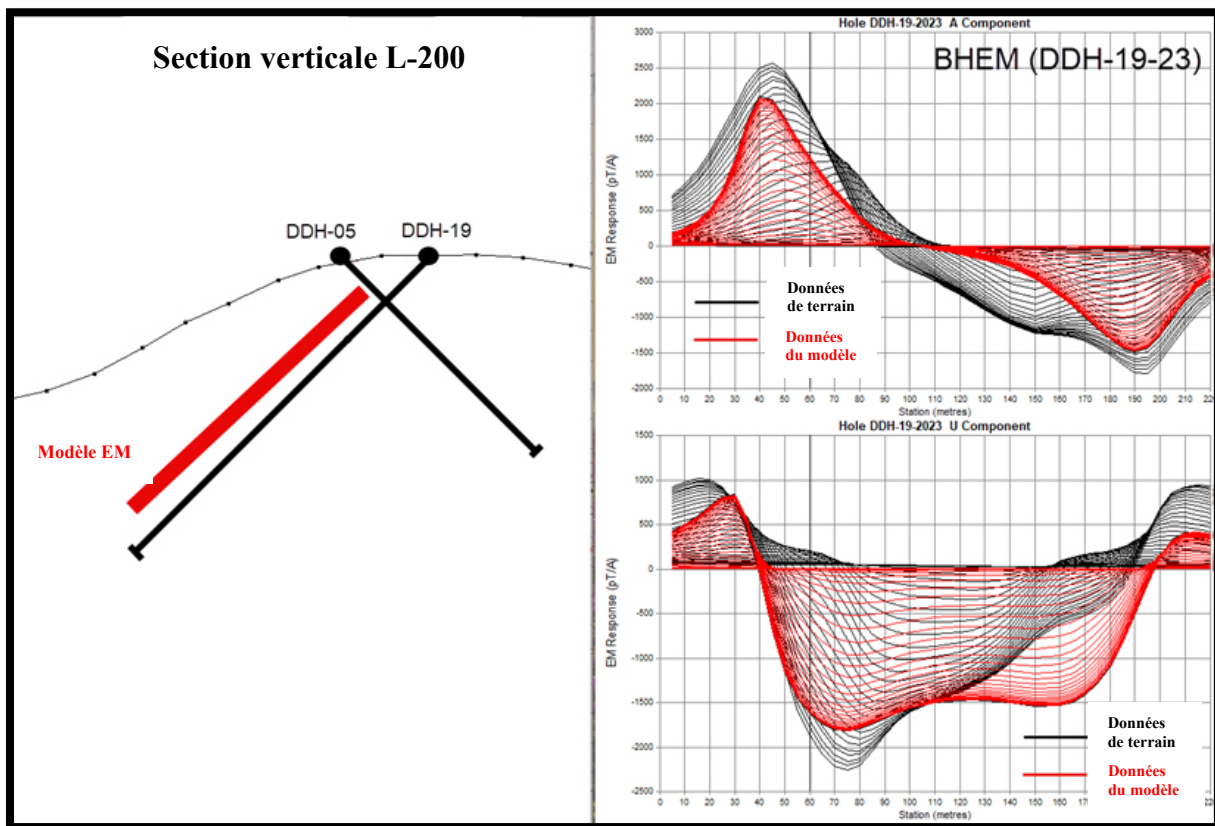 Section verticale L-200
DDH-05
DDH-19
Modèle EM
Hole DDH-19-2023 A Component
BHEM (DDH-19-23)
EM Response (pT/A)
3000
2500
2000
1500
1000
500
0
-500
-1000
-1500
-2000
Données
de terrain
Données
du modèle
0 10 20 30 40 50 60 70 80 90 100 110 120 130 140 150 160 170 180 190 200 210 220
Station (metres)
Hole DDH-19-2023 U Component
EM Response (pT/A)
1500
1000
500
0
-500
-1000
-1500
-2000
-2500
Données
de terrain
Données
du modèle
0 10 20 30 40 50 60 70 80 90 100 110 120 130 140 150 160 200 210
Station (metres)